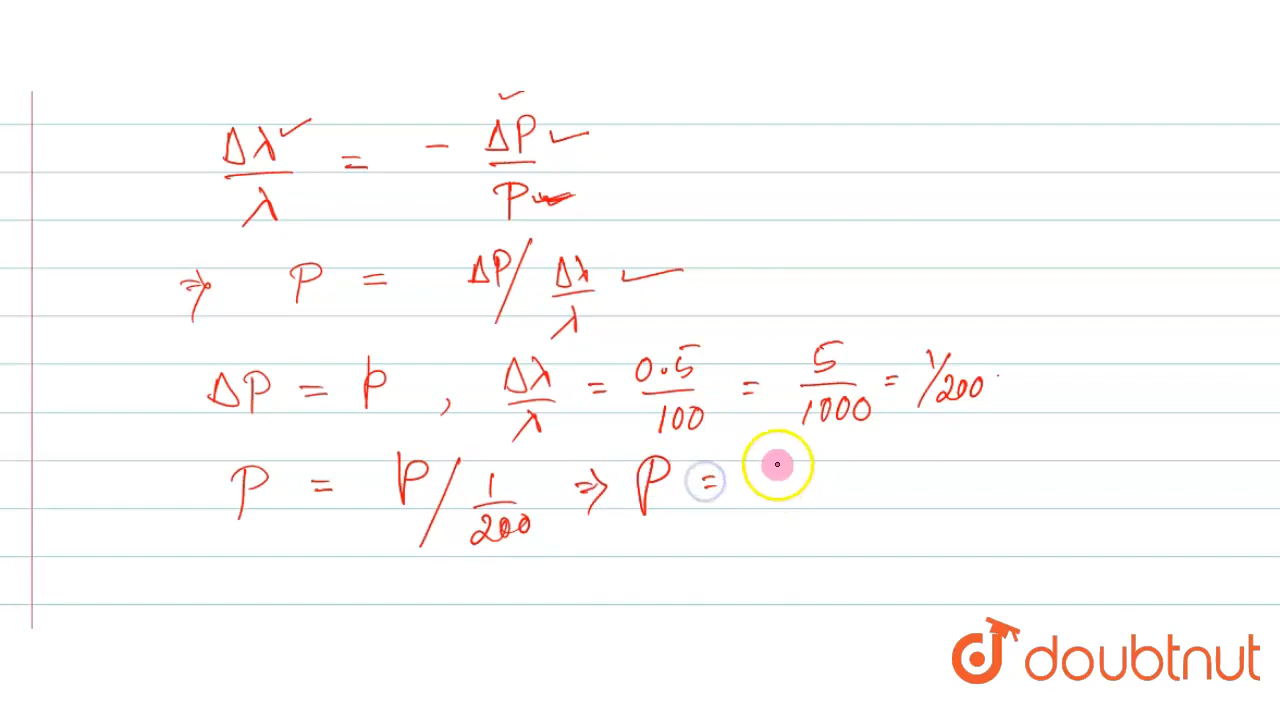 Δλ/λ = - ΔP/P
⇒ P = ΔP / Δλ/λ
ΔP = p , Δλ/λ = 0.5/100 = 5/1000 = 1/200
P = p / 1/200 ⇒ P =
doubtnut